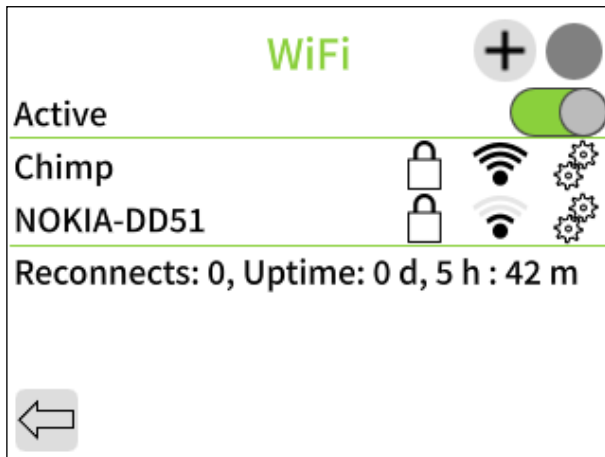 WiFi
Active
Chimp
NOKIA-DD51
Reconnects: 0, Uptime: 0 d, 5 h : 42 m